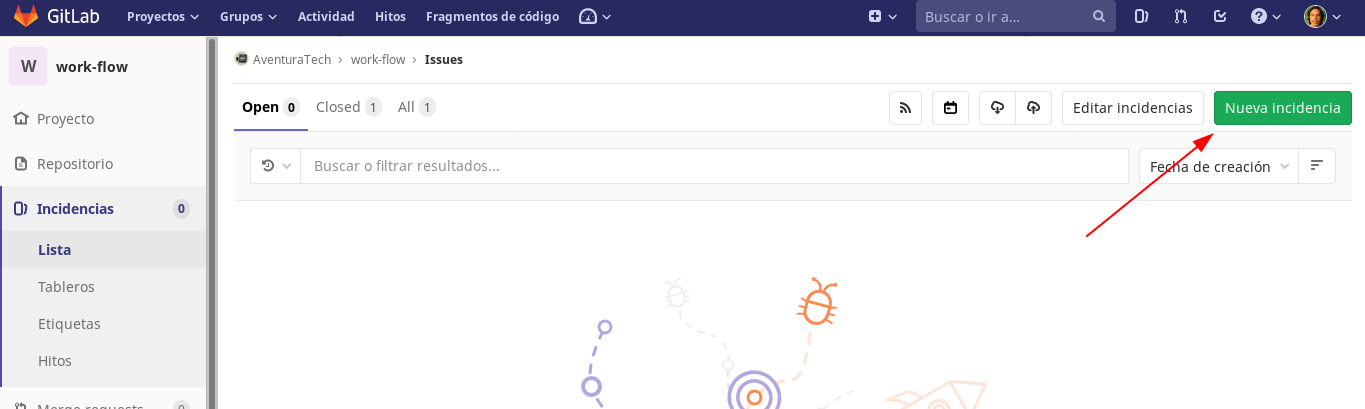 GitLab Proyectos Grupos Actividad Hitos Fragmentos de código Buscar o ir a...
W work-flow
AventuraTech > work-flow > Issues
Open 0 Closed 1 All 1 Editar incidencias Nueva incidencia
Proyecto
Repositorio
Buscar o filtrar resultados... Fecha de creación
Incidencias 0
Lista
Tableros
Etiquetas
Hitos
Merge requests 0